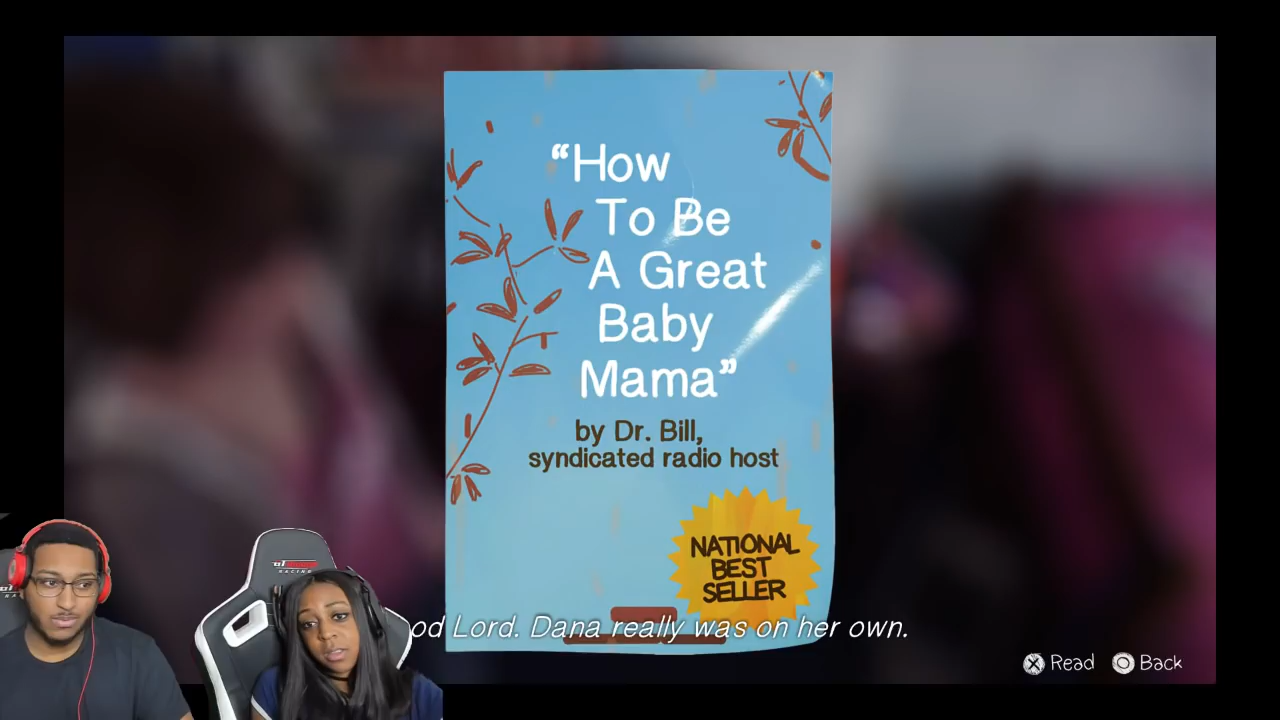 “How
To Be
A Great
Baby
Mama”
by Dr. Bill,
syndicated radio host
NATIONAL
BEST
SELLER
Lord. Dana really was on her own.
Read Back
RACING